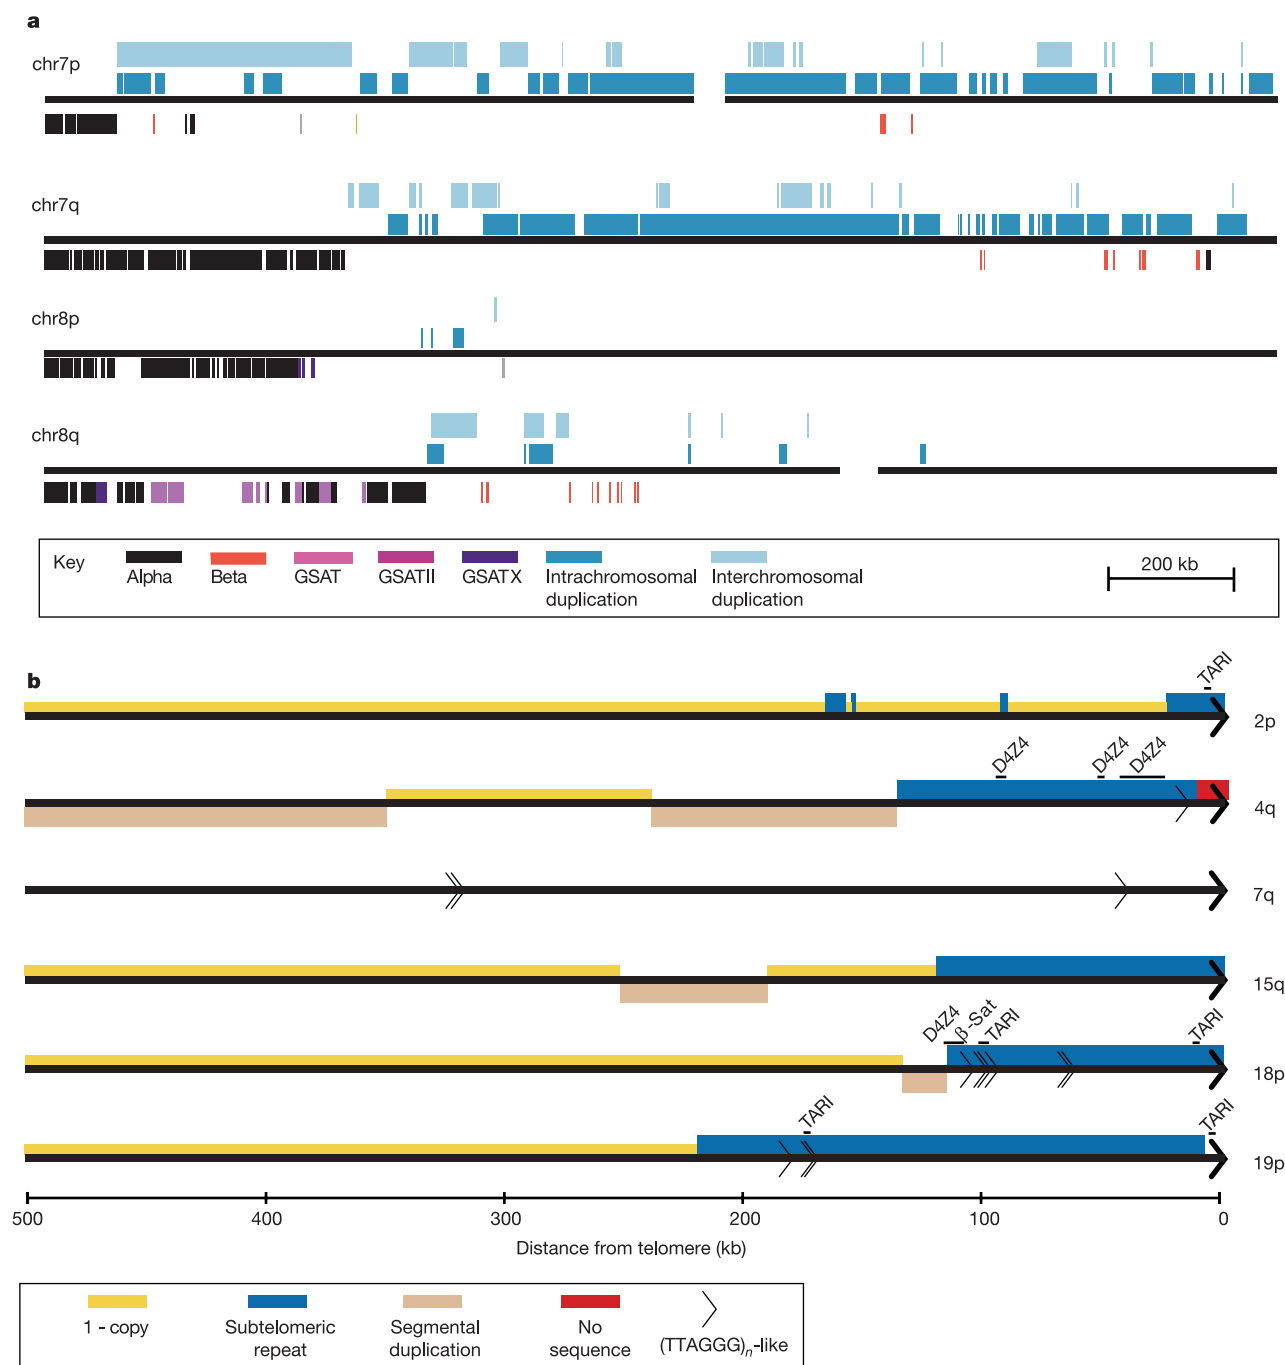 a
chr7p
chr7q
chr8p
chr8q
Key
Alpha
Beta
GSAT
GSATII
GSATX
Intrachromosomal
duplication
Interchromosomal
duplication
200 kb
b
TARI
2p
D4Z4
D4Z4
D4Z4
4q
7q
15q
D4Z4
β-Sat
TARI
TARI
18p
TARI
TARI
19p
500 400 300 200 100 0
Distance from telomere (kb)
1 - copy
Subtelomeric
repeat
Segmental
duplication
No
sequence
(TTAGGG)n-like